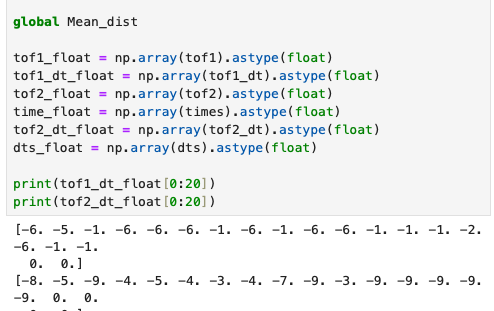 global Mean_dist
tof1_float = np.array(tof1).astype(float)
tof1_dt_float = np.array(tof1_dt).astype(float)
tof2_float = np.array(tof2).astype(float)
time_float = np.array(times).astype(float)
tof2_dt_float = np.array(tof2_dt).astype(float)
dts_float = np.array(dts).astype(float)
print(tof1_dt_float[0:20])
print(tof2_dt_float[0:20])
[-6. -5. -1. -6. -6. -6. -1. -6. -1. -6. -6. -1. -1. -1. -2.
-6. -1. -1.
0. 0.]
[-8. -5. -9. -4. -5. -4. -3. -4. -7. -9. -3. -9. -9. -9. -9.
-9. 0. 0.